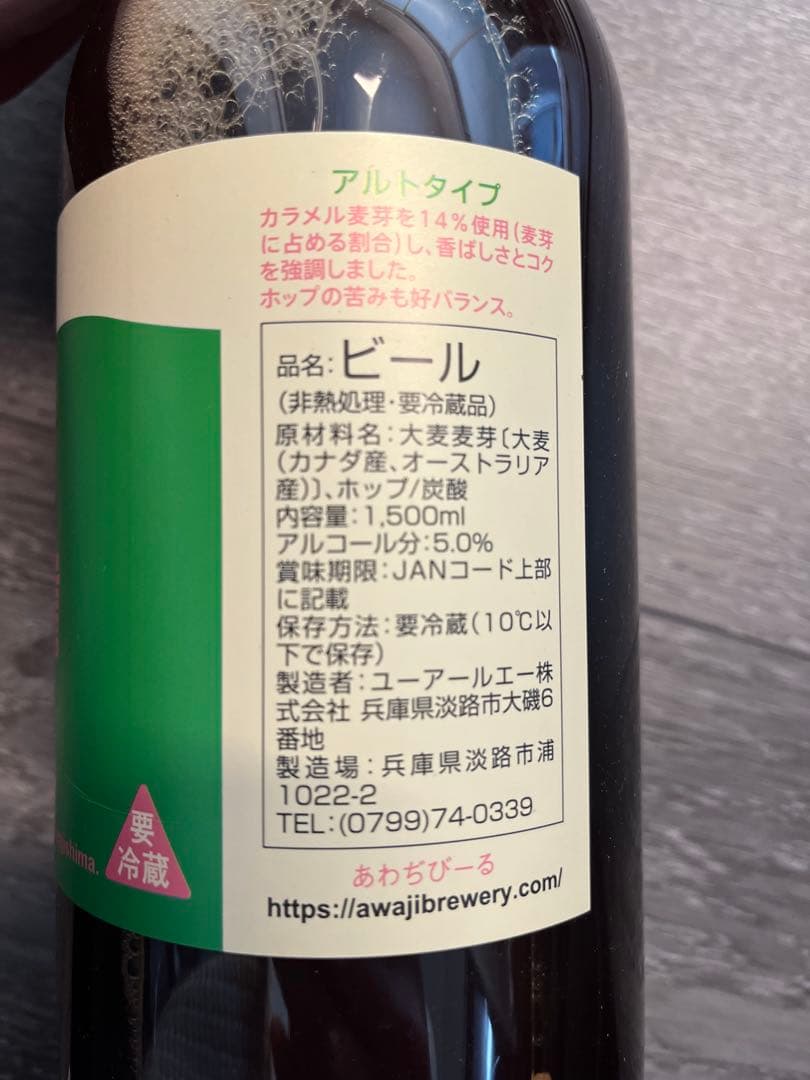 アルトタイプ
カラメル麦芽を14%使用(麦芽
に占める割合)し、香ばしさとコク
を強調しました。
ホップの苦みも好バランス。
品名:ビール
(非熱処理・要冷蔵品)
原材料名:大麦麦芽〔大麦
(カナダ産、オーストラリア
産)〕、ホップ/炭酸
内容量:1,500ml
アルコール分:5.0%
賞味期限:JANコード上部
に記載
保存方法:要冷蔵(10℃以
下で保存)
製造者:ユーアールエー株
式会社 兵庫県淡路市大磯6
番地
製造場:兵庫県淡路市浦
1022-2
TEL:(0799)74-0339
あわぢびーる
https://awajibrewery.com/
要
冷蔵